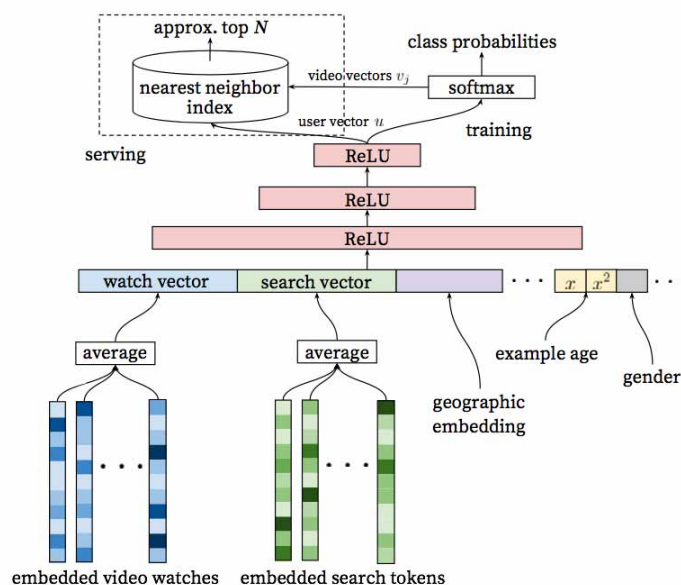 approx. top N
class probabilities
nearest neighbor
index
video vectors v_j
softmax
user vector u
serving
training
ReLU
ReLU
ReLU
watch vector
search vector
...
x
x²
..
average
average
example age
gender
geographic
embedding
...
...
embedded video watches
embedded search tokens